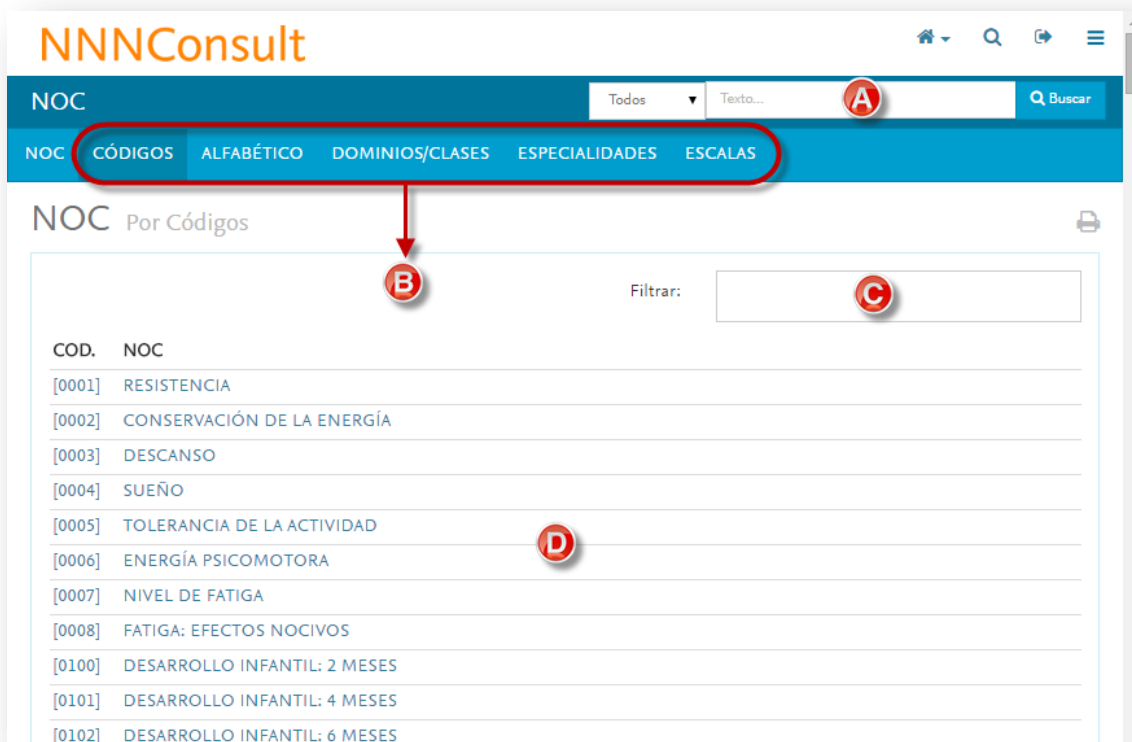 NNNConsult
NOC Todos Texto... A Buscar
NOC CÓDIGOS ALFABÉTICO DOMINIOS/CLASES ESPECIALIDADES ESCALAS
NOC Por Códigos
B Filtrar: C
COD. NOC
[0001] RESISTENCIA
[0002] CONSERVACIÓN DE LA ENERGÍA
[0003] DESCANSO
[0004] SUEÑO
[0005] TOLERANCIA DE LA ACTIVIDAD
D
[0006] ENERGÍA PSICOMOTORA
[0007] NIVEL DE FATIGA
[0008] FATIGA: EFECTOS NOCIVOS
[0100] DESARROLLO INFANTIL: 2 MESES
[0101] DESARROLLO INFANTIL: 4 MESES
[0102] DESARROLLO INFANTIL: 6 MESES